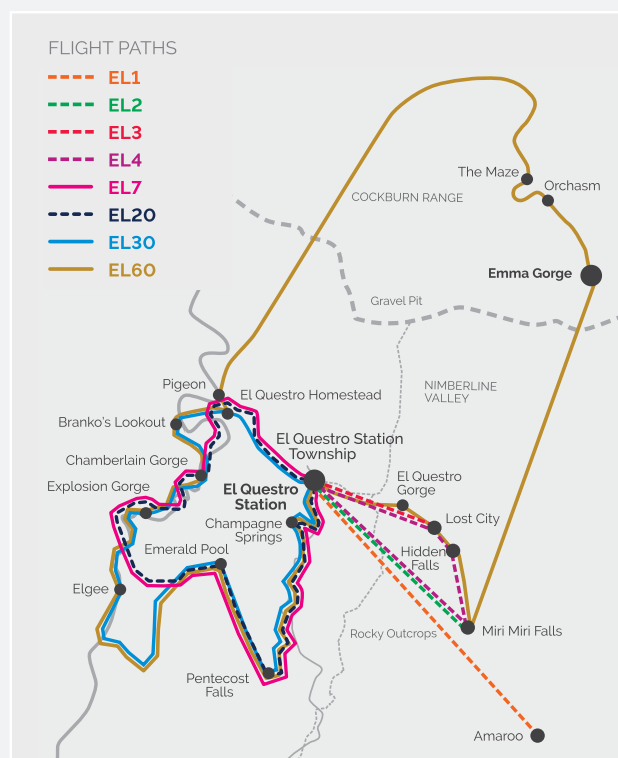 FLIGHT PATHS
EL1
EL2
EL3
EL4
EL7
EL20
EL30
EL60
The Maze
Orchasm
COCKBURN RANGE
Emma Gorge
Gravel Pit
Pigeon
El Questro Homestead
NIMBERLINE
VALLEY
Branko's Lookout
El Questro Station
Township
Chamberlain Gorge
El Questro
Gorge
Explosion Gorge
El Questro
Station
Lost City
Champagne
Springs
Emerald Pool
Hidden
Falls
Elgee
Rocky Outcrops
Miri Miri Falls
Pentecost
Falls
Amaroo